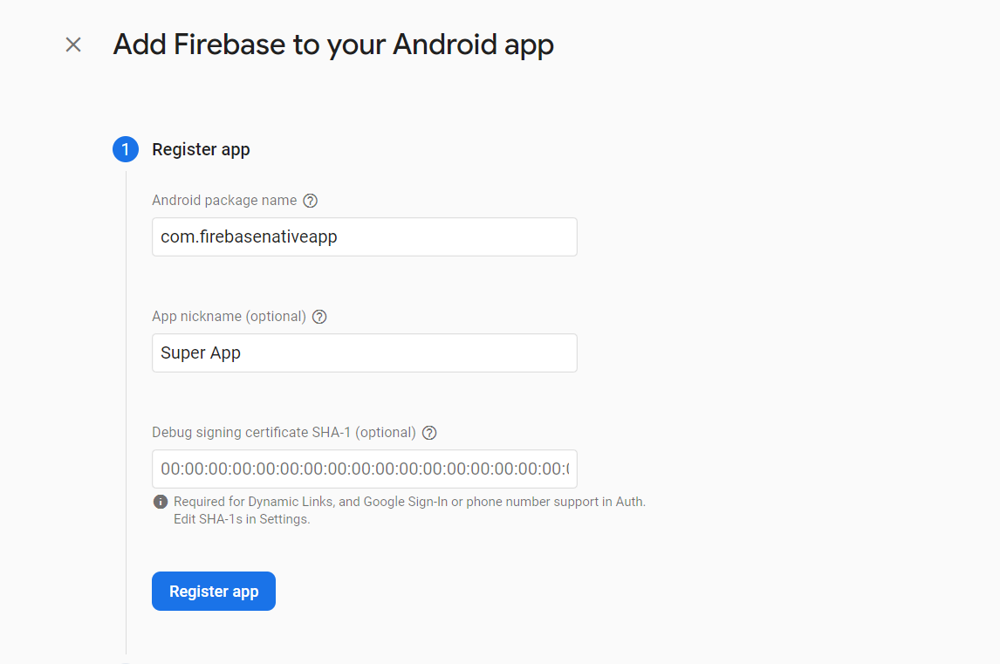 Add Firebase to your Android app
1 Register app
Android package name
com.firebasenativeapp
App nickname (optional)
Super App
Debug signing certificate SHA-1 (optional)
00:00:00:00:00:00:00:00:00:00:00:00:00:00:00:00:00:0
Required for Dynamic Links, and Google Sign-In or phone number support in Auth.
Edit SHA-1s in Settings.
Register app